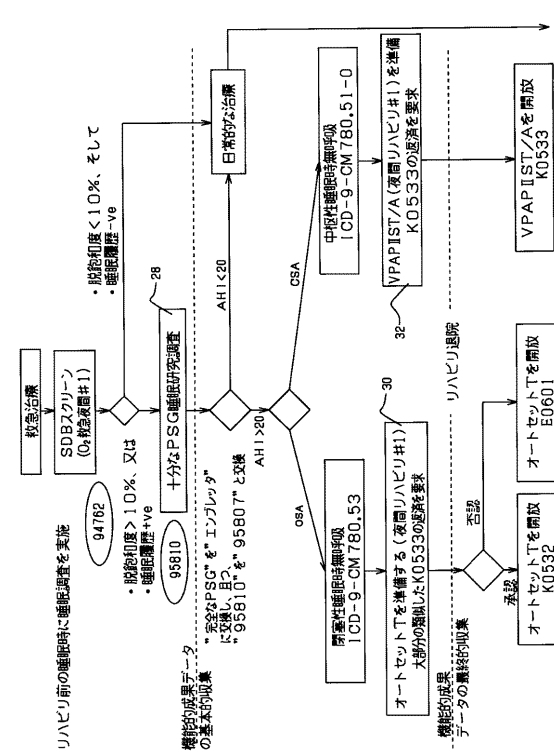 リハビリ前の睡眠時に睡眠調査を実施
救急治療
SDBスクリーン
(O₂救急夜間#1)
94762
・脱飽和度<10%、そして
・睡眠履歴-ve
・脱飽和度>10%、又は
・睡眠履歴+ve
95810
十分なPSG睡眠研究調査
28
機能的成果データ
の基本的収集
"完全なPSG"を"エンブレッタ"
に交換し、且つ
"95810"を"95807"と交換
AHI<20
日常的な治療
AHI>20
OSA
CSA
閉塞性睡眠時無呼吸
ICD-9-CM780.53
中枢性睡眠時無呼吸
ICD-9-CM780.51-0
オートセットTを準備する(夜間リハビリ#1)
大部分の類似したK0533の返済を要求
30
VPAPⅡST/A(夜間リハビリ#1)を準備
K0533の返済を要求
32
機能的成果
データの最終的収集
リハビリ退院
承認
否認
オートセットTを開放
K0532
オートセットTを開放
E0601
VPAPⅡST/Aを開放
K0533